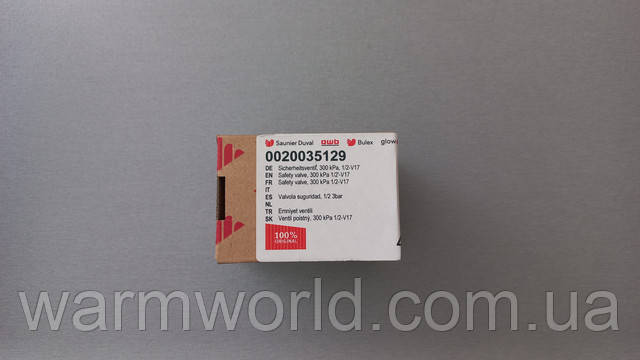 Saunier Duval awb Bulex glow
0020035129
DE Sicherheitsventil, 300 kPa, 1/2-V17
EN Safety valve, 300 kPa 1/2'-V17
FR Safety valve, 300 kPa 1/2-V17
IT
ES Valvola suguridad, 1/2 3bar
NL
TR Emniyet ventili
SK Ventil poistný, 300 kPa 1/2-V17
100%
ORIGINAL
warmworld.com.ua